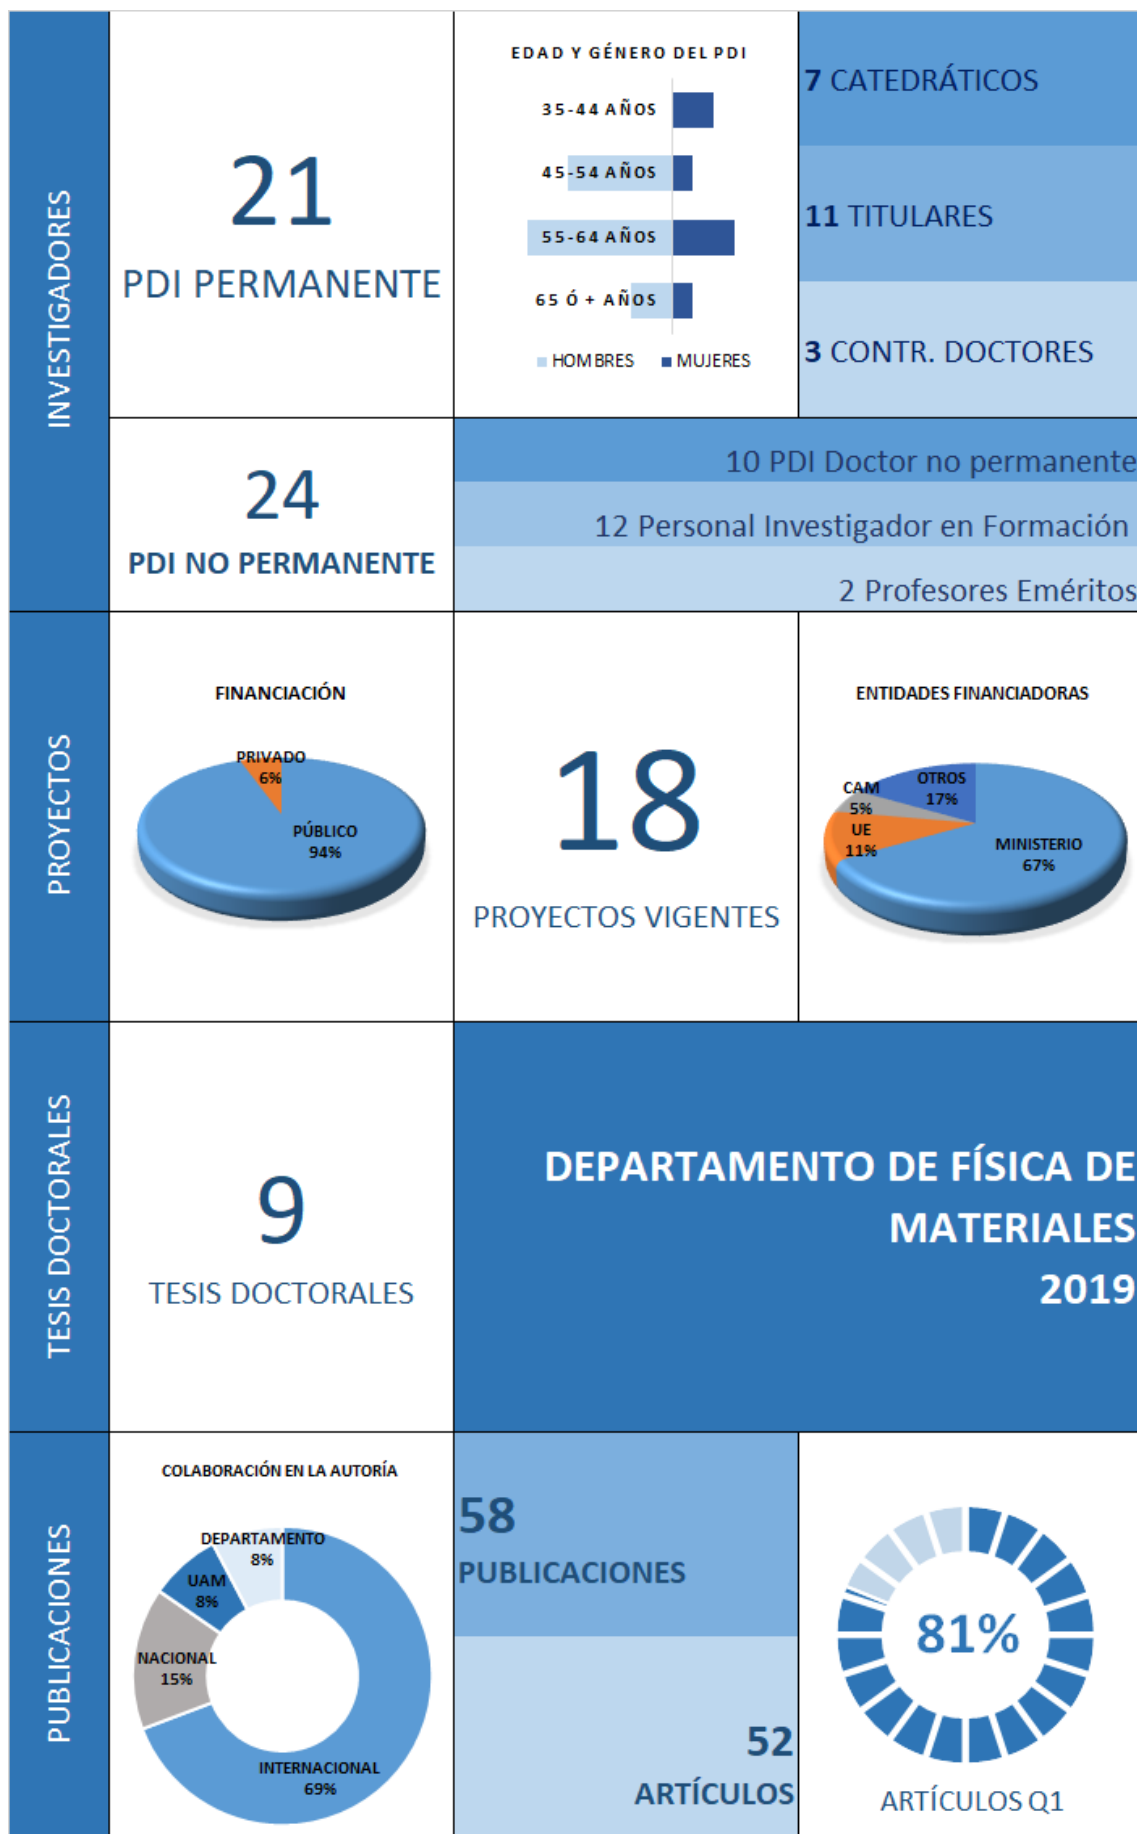 INVESTIGADORES
21
PDI PERMANENTE
EDAD Y GÉNERO DEL PDI
35-44 AÑOS
45-54 AÑOS
55-64 AÑOS
65 Ó + AÑOS
HOMBRES
MUJERES
7 CATEDRÁTICOS
11 TITULARES
3 CONTR. DOCTORES
24
PDI NO PERMANENTE
10 PDI Doctor no permanente
12 Personal Investigador en Formación
2 Profesores Eméritos
PROYECTOS
FINANCIACIÓN
PRIVADO
6%
PÚBLICO
94%
18
PROYECTOS VIGENTES
ENTIDADES FINANCIADORAS
OTROS
17%
CAM
5%
UE
11%
MINISTERIO
67%
TESIS DOCTORALES
9
TESIS DOCTORALES
DEPARTAMENTO DE FÍSICA DE
MATERIALES
2019
PUBLICACIONES
COLABORACIÓN EN LA AUTORÍA
DEPARTAMENTO
8%
UAM
8%
NACIONAL
15%
INTERNACIONAL
69%
58
PUBLICACIONES
52
ARTÍCULOS
81%
ARTÍCULOS Q1